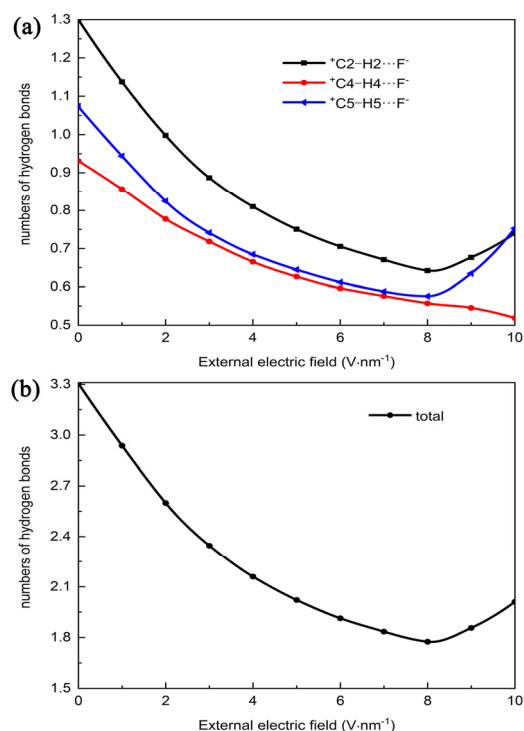 (a)
1.3
1.2
1.1
1.0
0.9
0.8
0.7
0.6
0.5
numbers of hydrogen bonds
⁺C2−H2···F⁻
⁺C4−H4···F⁻
⁺C5−H5···F⁻
0 2 4 6 8 10
External electric field (V·nm⁻¹)
(b)
3.3
3.0
2.7
2.4
2.1
1.8
1.5
numbers of hydrogen bonds
total
0 2 4 6 8 10
External electric field (V·nm⁻¹)